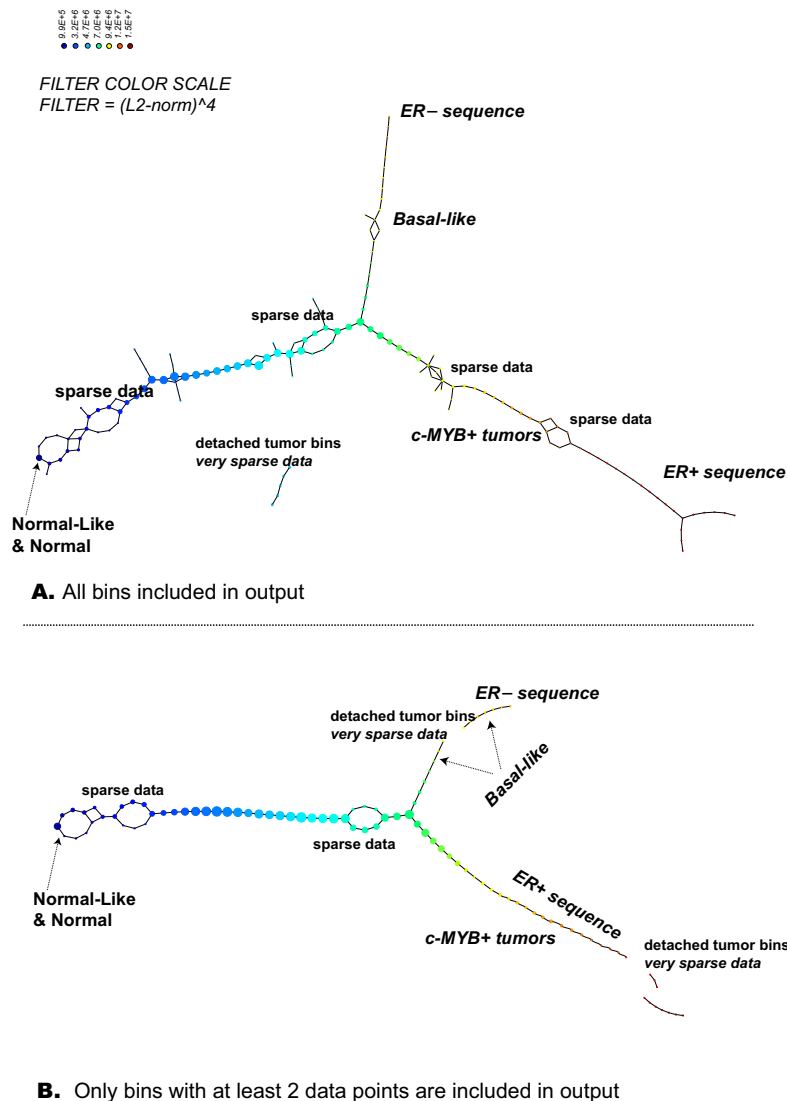 9.9E+5
3.2E+6
4.7E+6
7.0E+6
9.4E+6
1.2E+7
1.5E+7
FILTER COLOR SCALE
FILTER = (L2-norm)^4
ER– sequence
Basal-like
sparse data
sparse data
sparse data
sparse data
c-MYB+ tumors
detached tumor bins
very sparse data
ER+ sequence
Normal-Like
& Normal
A. All bins included in output
ER– sequence
detached tumor bins
very sparse data
Basal-like
sparse data
sparse data
Normal-Like
& Normal
ER+ sequence
c-MYB+ tumors
detached tumor bins
very sparse data
B. Only bins with at least 2 data points are included in output